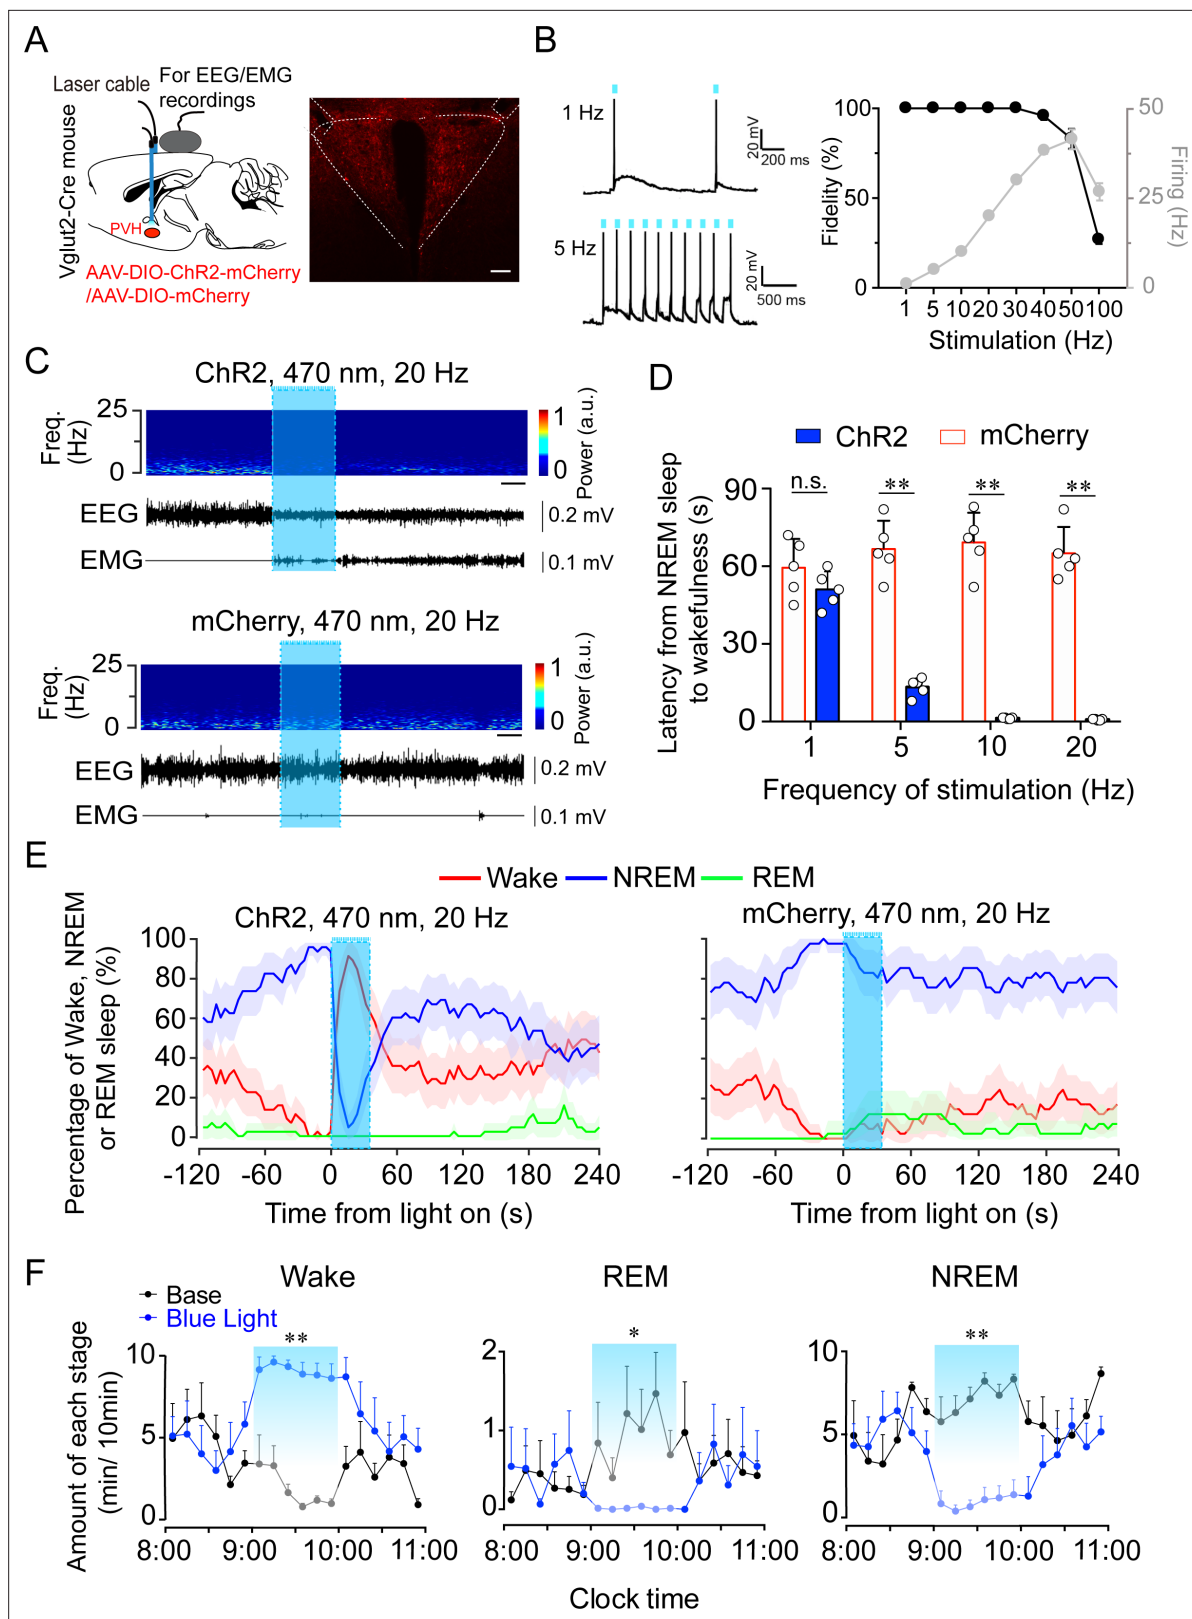 A
Laser cable
For EEG/EMG
recordings
Vglut2-Cre mouse
PVH
AAV-DIO-ChR2-mCherry
/AAV-DIO-mCherry
B
1 Hz
20 mV
200 ms
5 Hz
20 mV
500 ms
Fidelity (%)
100
50
0
50
25
0
Firing (Hz)
1 5 10 20 30 40 50 100
Stimulation (Hz)
C
ChR2, 470 nm, 20 Hz
Freq.
(Hz)
25
0
1
0
Power (a.u.)
EEG
0.2 mV
EMG
0.1 mV
mCherry, 470 nm, 20 Hz
Freq.
(Hz)
25
0
1
0
Power (a.u.)
EEG
0.2 mV
EMG
0.1 mV
D
ChR2 mCherry
Latency from NREM sleep
to wakefulness (s)
90
60
30
0
n.s. ** ** **
1 5 10 20
Frequency of stimulation (Hz)
E
Wake NREM REM
Percentage of Wake, NREM
or REM sleep (%)
ChR2, 470 nm, 20 Hz
100
80
60
40
20
0
-120 -60 0 60 120 180 240
Time from light on (s)
mCherry, 470 nm, 20 Hz
-120 -60 0 60 120 180 240
Time from light on (s)
F
Base
Blue Light
Amount of each stage
(min/ 10min)
Wake
**
10
5
0
8:00 9:00 10:00 11:00
REM
*
2
1
0
8:00 9:00 10:00 11:00
NREM
**
10
5
0
8:00 9:00 10:00 11:00
Clock time